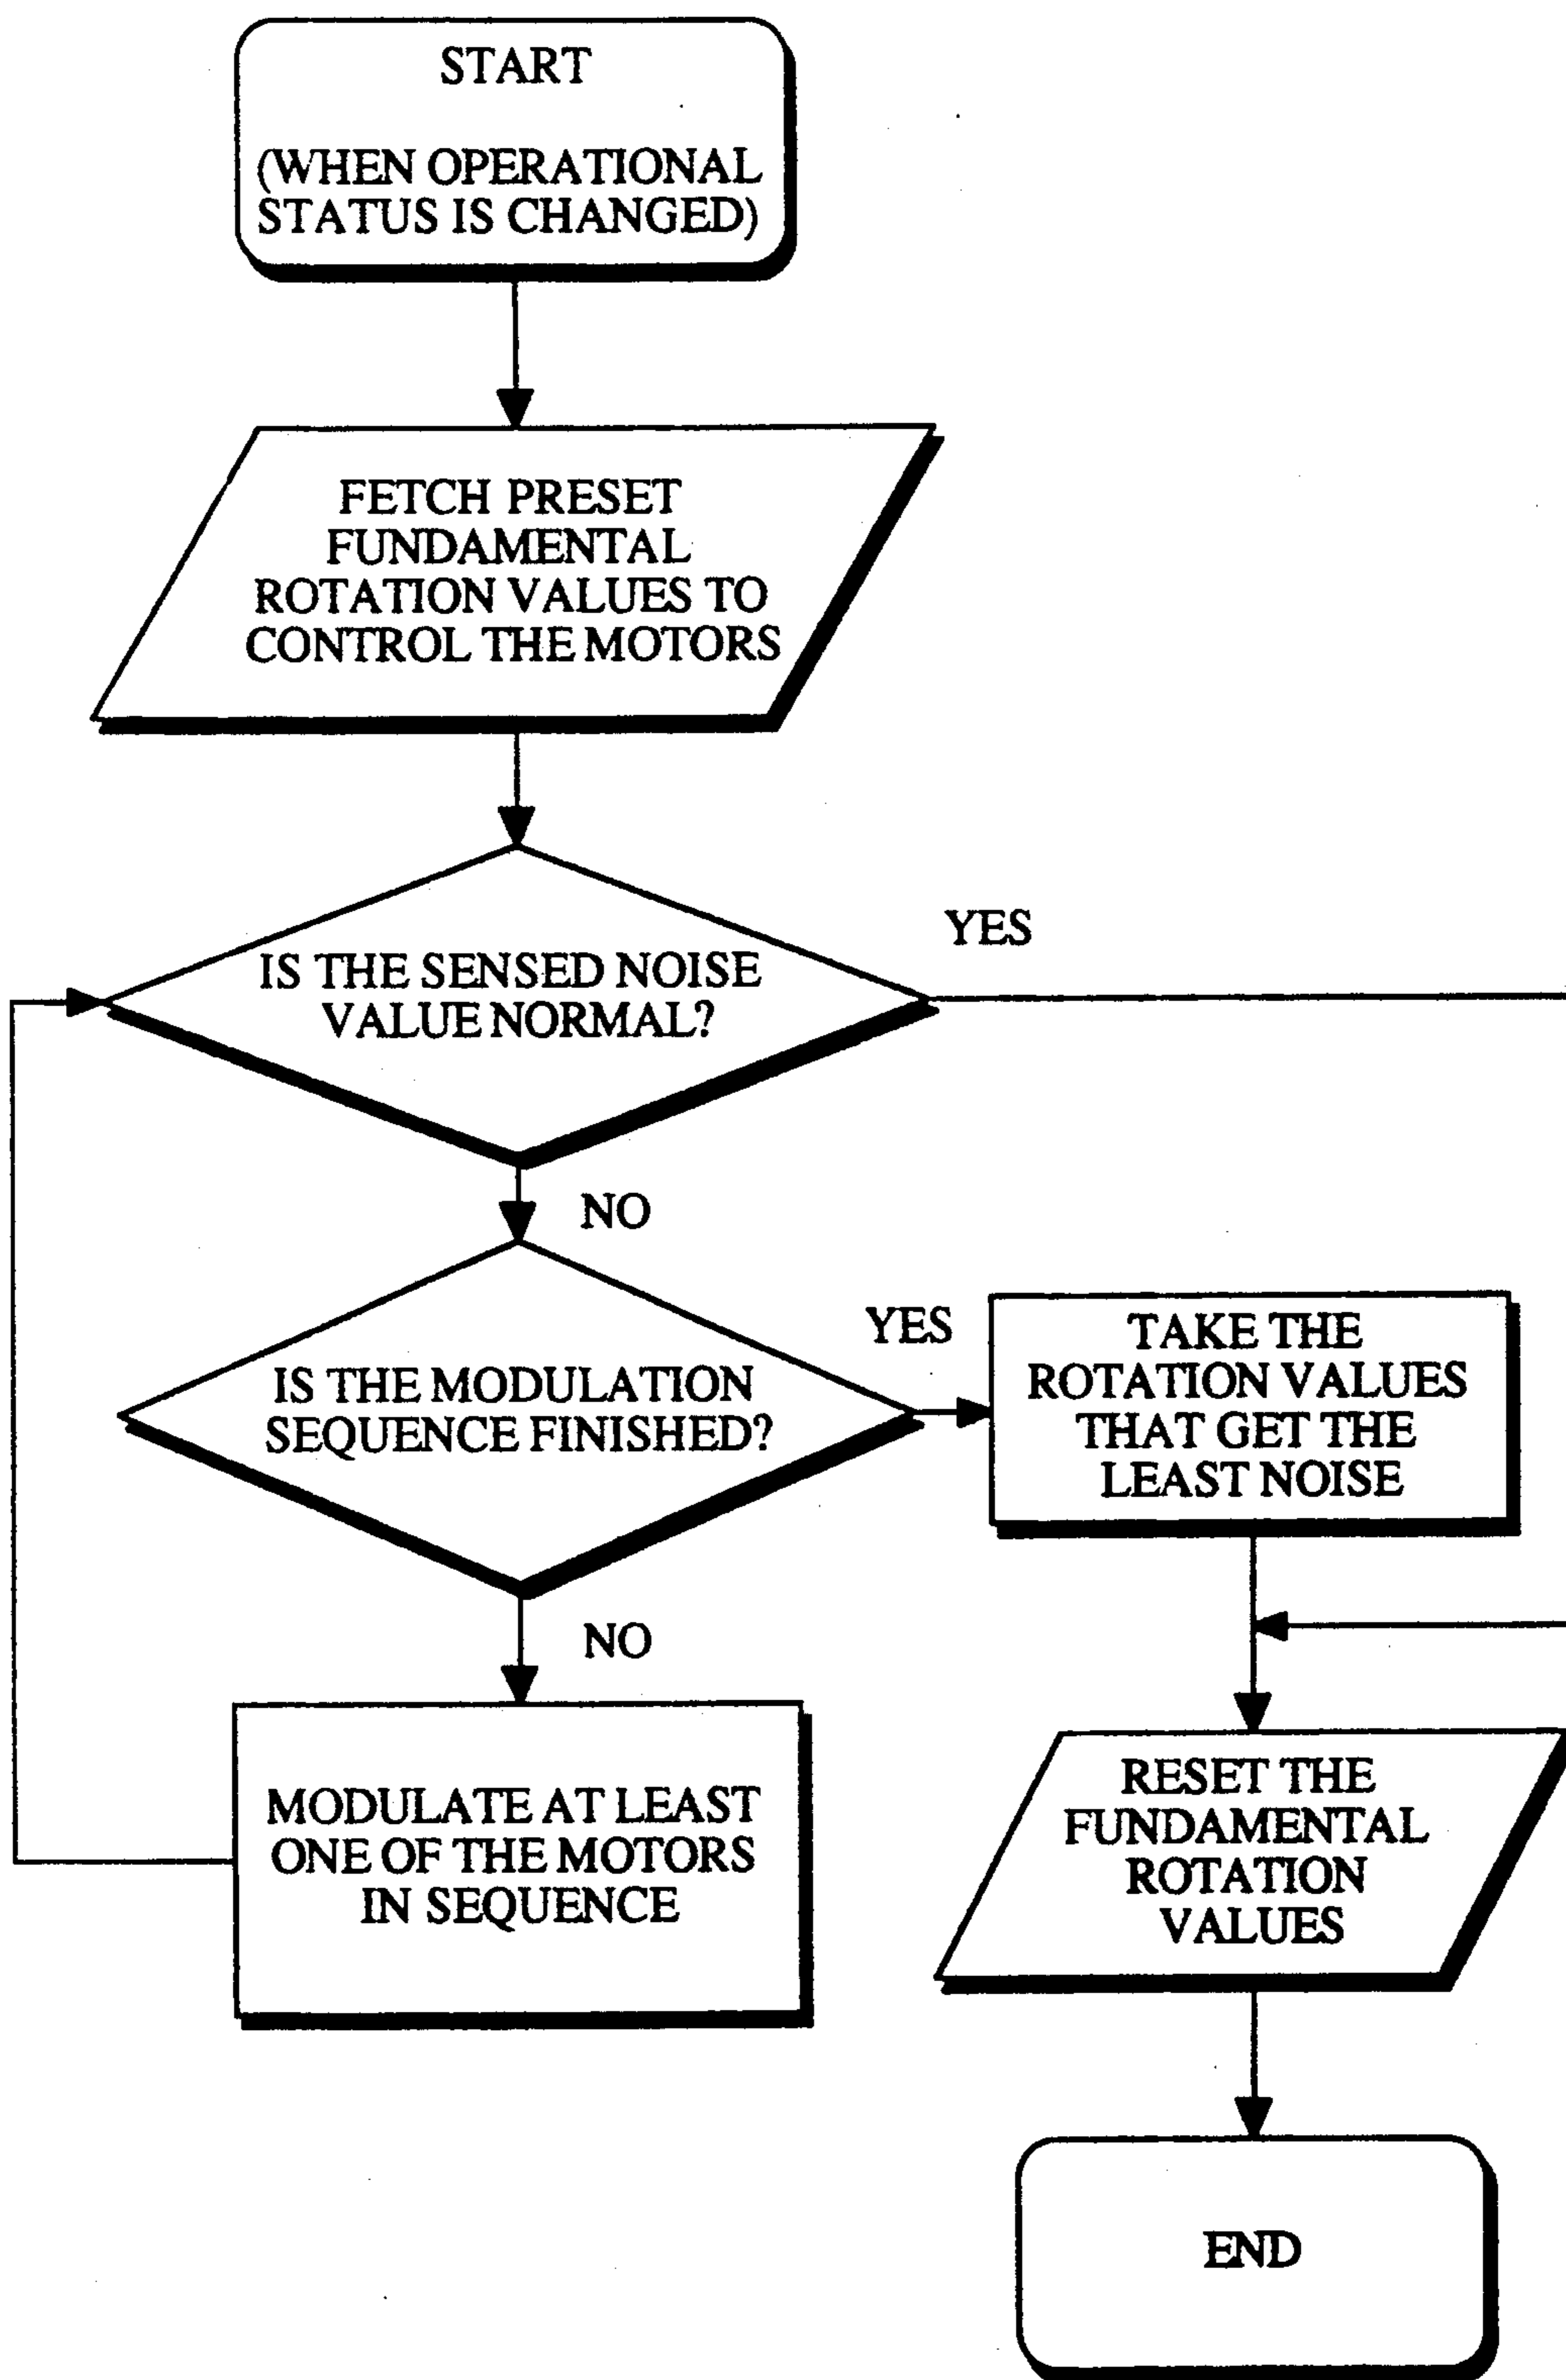 START
(WHEN OPERATIONAL
STATUS IS CHANGED)
FETCH PRESET
FUNDAMENTAL
ROTATION VALUES TO
CONTROL THE MOTORS
IS THE SENSED NOISE
VALUE NORMAL?
YES
NO
IS THE MODULATION
SEQUENCE FINISHED?
YES
TAKE THE
ROTATION VALUES
THAT GET THE
LEAST NOISE
NO
MODULATE AT LEAST
ONE OF THE MOTORS
IN SEQUENCE
RESET THE
FUNDAMENTAL
ROTATION
VALUES
END